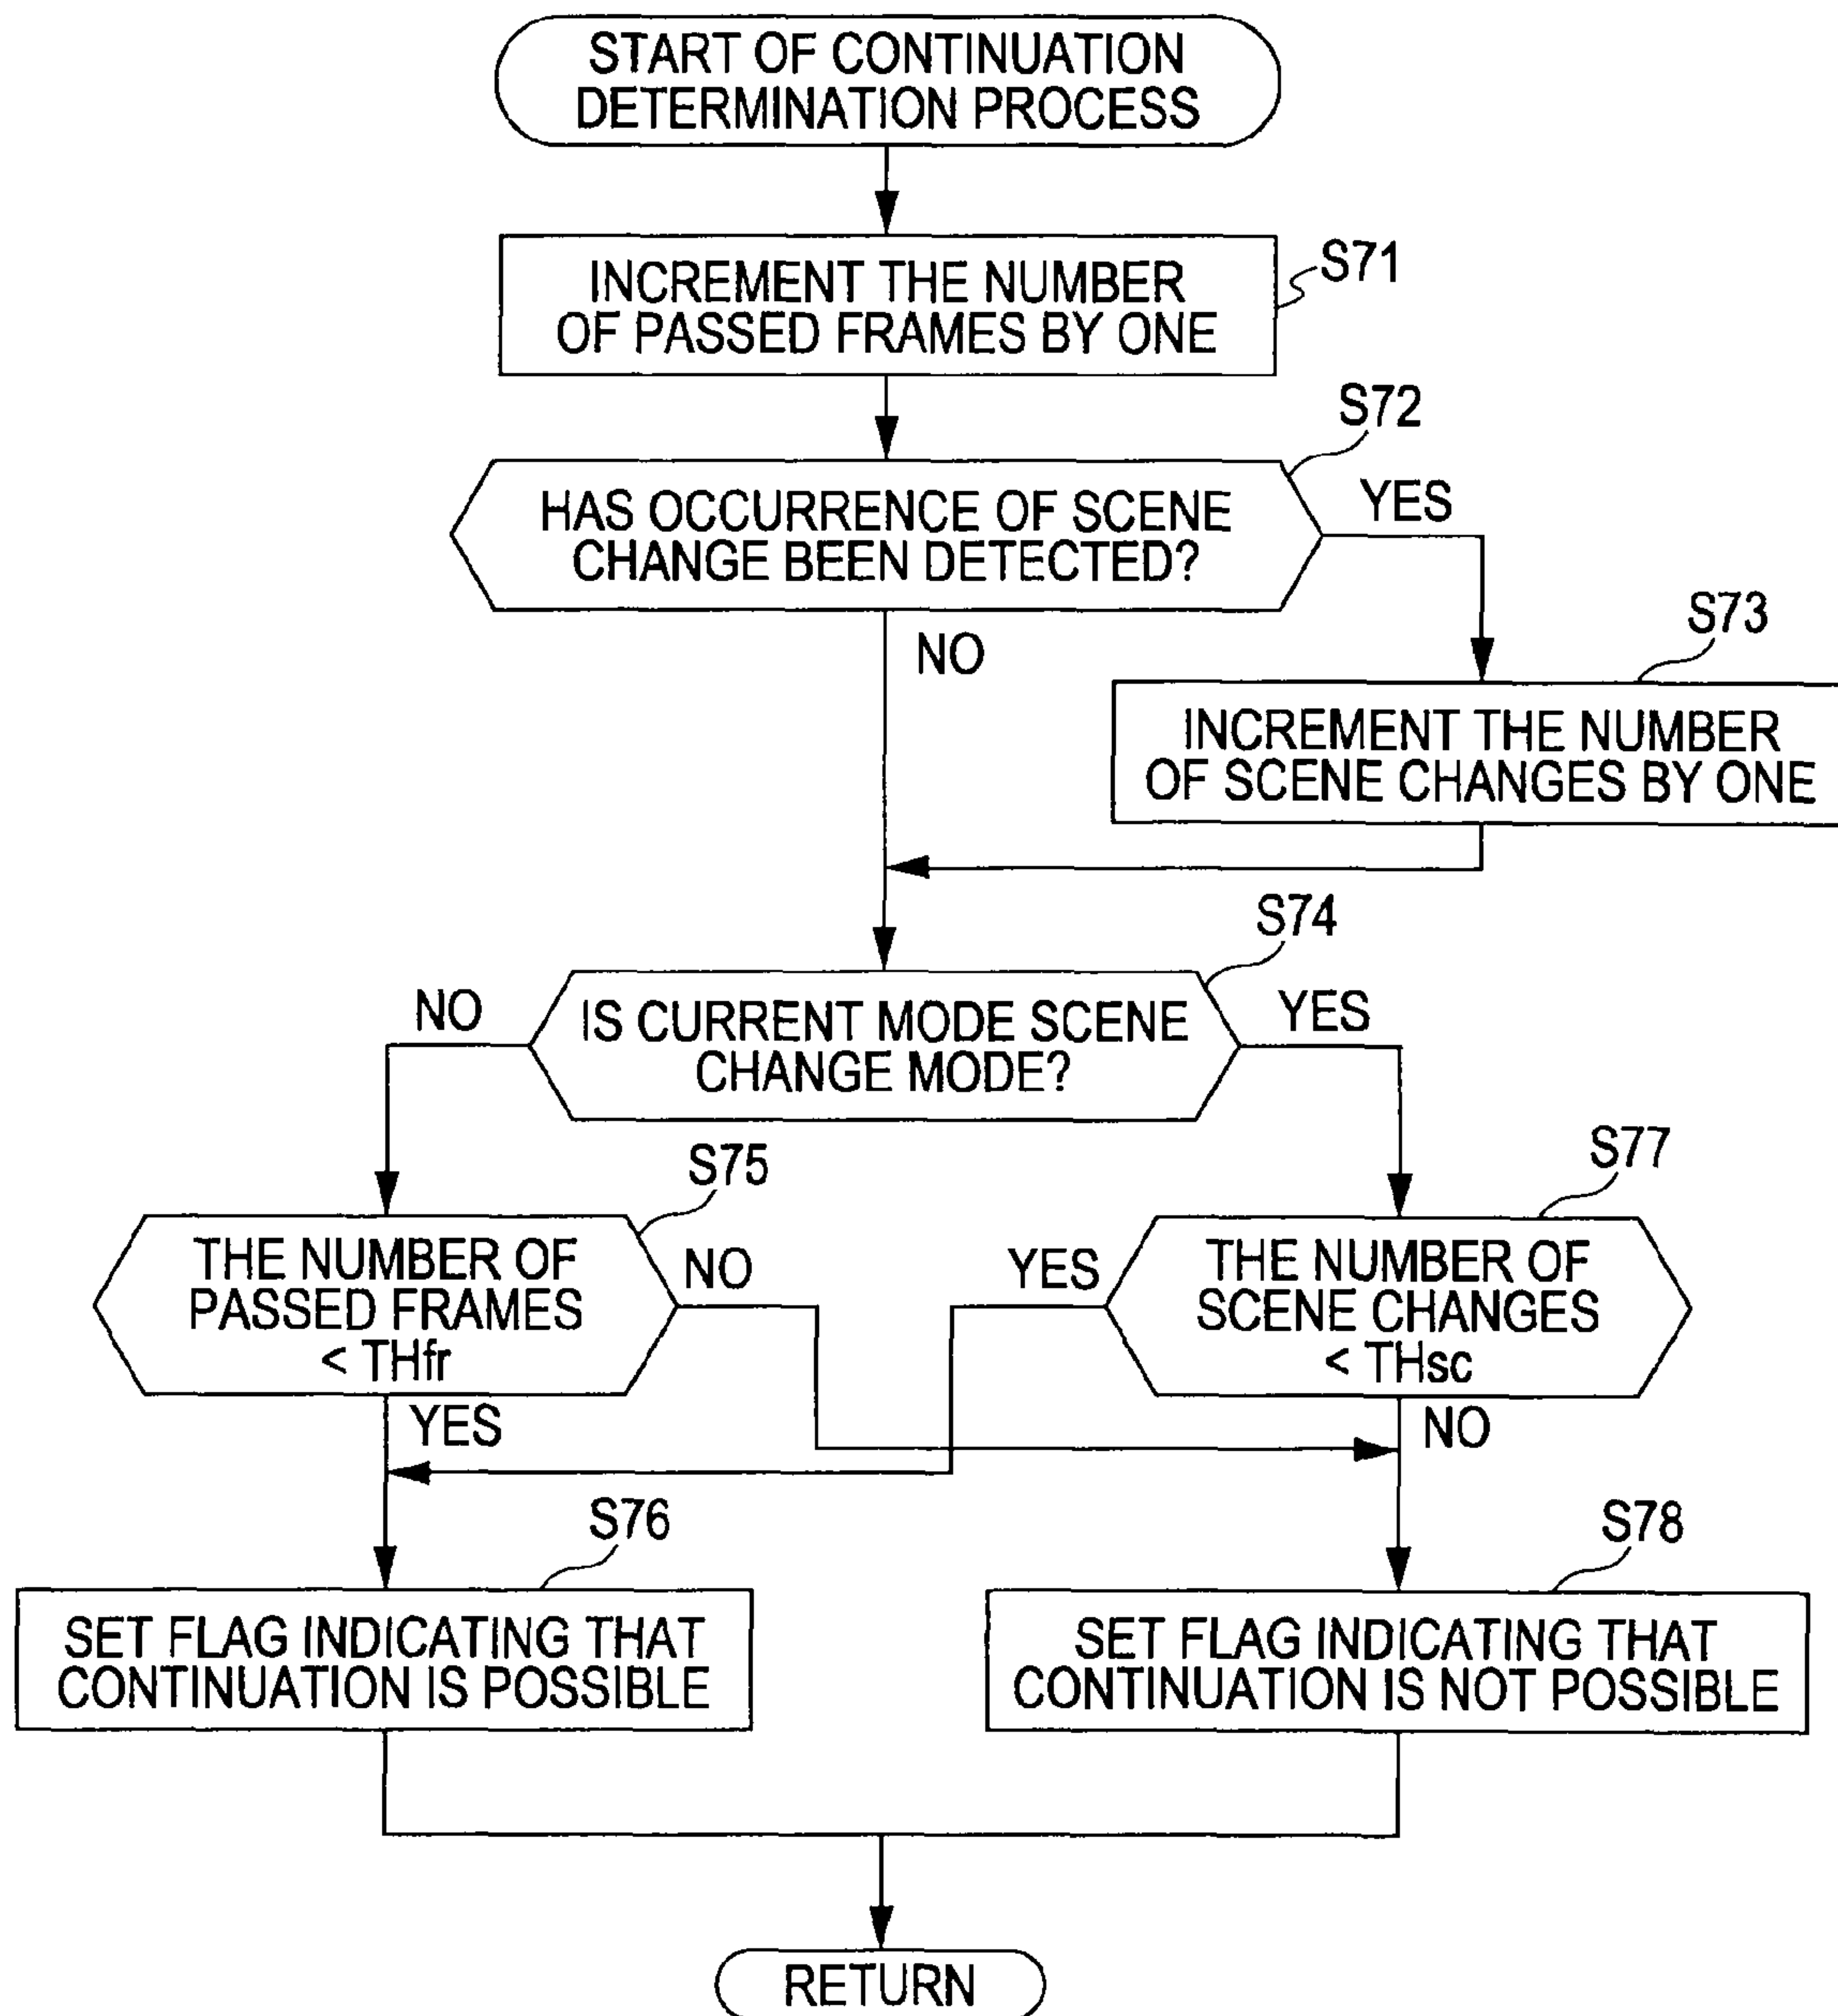 START OF CONTINUATION
DETERMINATION PROCESS
INCREMENT THE NUMBER
OF PASSED FRAMES BY ONE
S71
S72
HAS OCCURRENCE OF SCENE
CHANGE BEEN DETECTED?
YES
NO
S73
INCREMENT THE NUMBER
OF SCENE CHANGES BY ONE
S74
IS CURRENT MODE SCENE
CHANGE MODE?
NO
YES
S75
THE NUMBER OF
PASSED FRAMES
< THfr
NO
YES
S77
THE NUMBER OF
SCENE CHANGES
< THsc
YES
NO
S76
SET FLAG INDICATING THAT
CONTINUATION IS POSSIBLE
S78
SET FLAG INDICATING THAT
CONTINUATION IS NOT POSSIBLE
RETURN